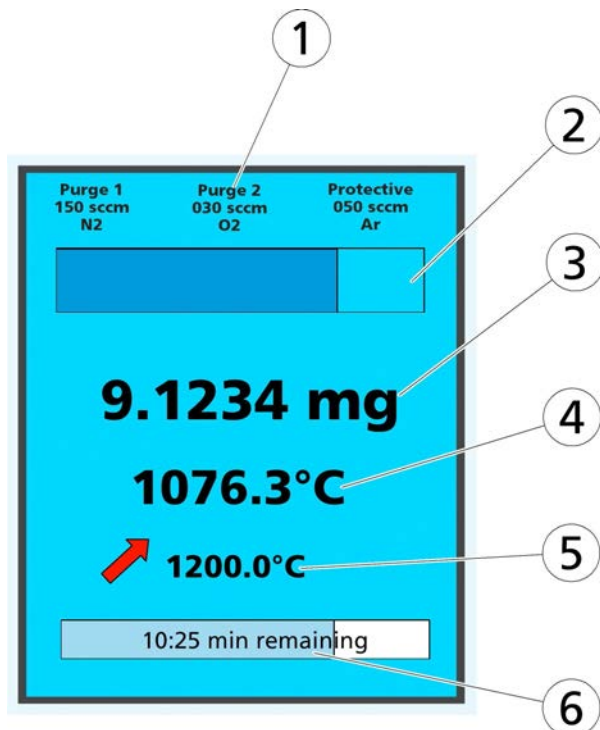 1
2
Purge 1 Purge 2 Protective
150 sccm 030 sccm 050 sccm
N2 O2 Ar
3
9.1234 mg
4
1076.3°C
5
1200.0°C
10:25 min remaining
6